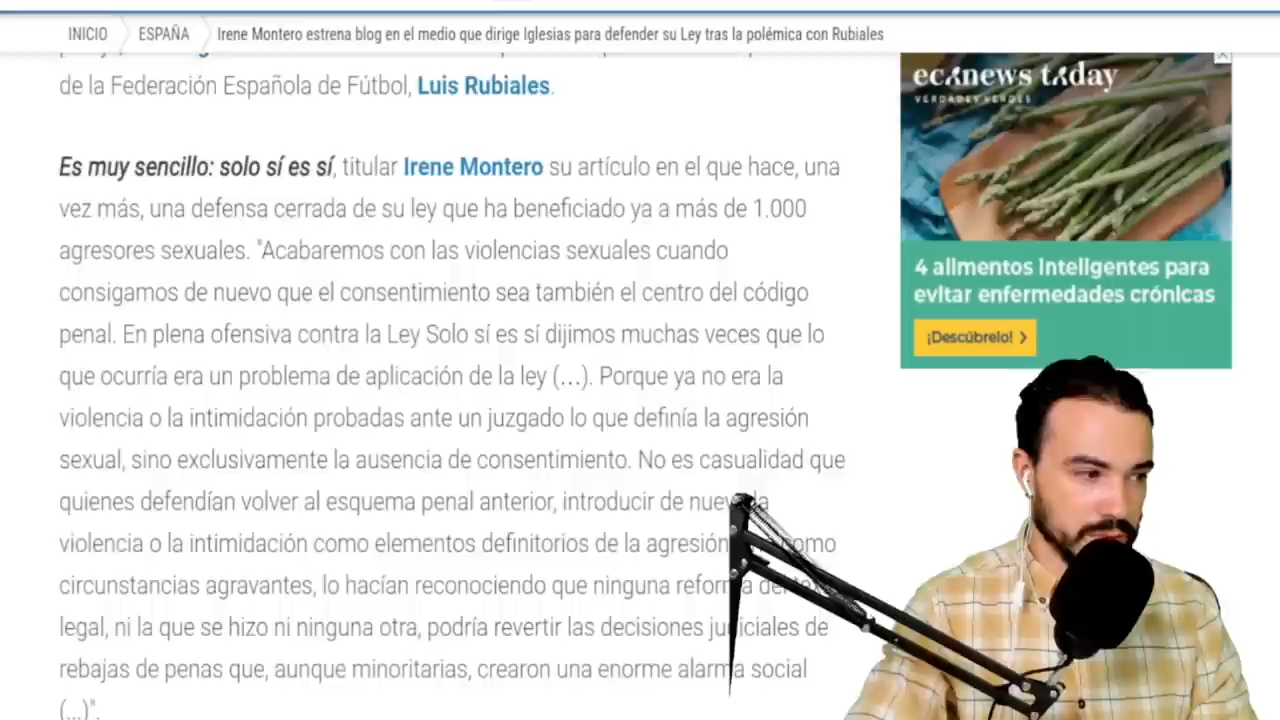 INICIO
ESPAÑA
Irene Montero estrena blog en el medio que dirige Iglesias para defender su Ley tras la polémica con Rubiales
de la Federación Española de Fútbol, Luis Rubiales.
Es muy sencillo: solo sí es sí, titular Irene Montero su artículo en el que hace, una
vez más, una defensa cerrada de su ley que ha beneficiado ya a más de 1.000
agresores sexuales. "Acabaremos con las violencias sexuales cuando
consigamos de nuevo que el consentimiento sea también el centro del código
penal. En plena ofensiva contra la Ley Solo sí es sí dijimos muchas veces que lo
que ocurría era un problema de aplicación de la ley (...). Porque ya no era la
violencia o la intimidación probadas ante un juzgado lo que definía la agresión
sexual, sino exclusivamente la ausencia de consentimiento. No es casualidad que
quienes defendían volver al esquema penal anterior, introducir de nuevo la
violencia o la intimidación como elementos definitorios de la agresión como
circunstancias agravantes, lo hacían reconociendo que ninguna reforma del
legal, ni la que se hizo ni ninguna otra, podría revertir las decisiones judiciales de
rebajas de penas que, aunque minoritarias, crearon una enorme alarma social
(...)".
ecanews tday
VERDADES VERDES
4 alimentos inteligentes para
evitar enfermedades crónicas
¡Descúbrelo! >